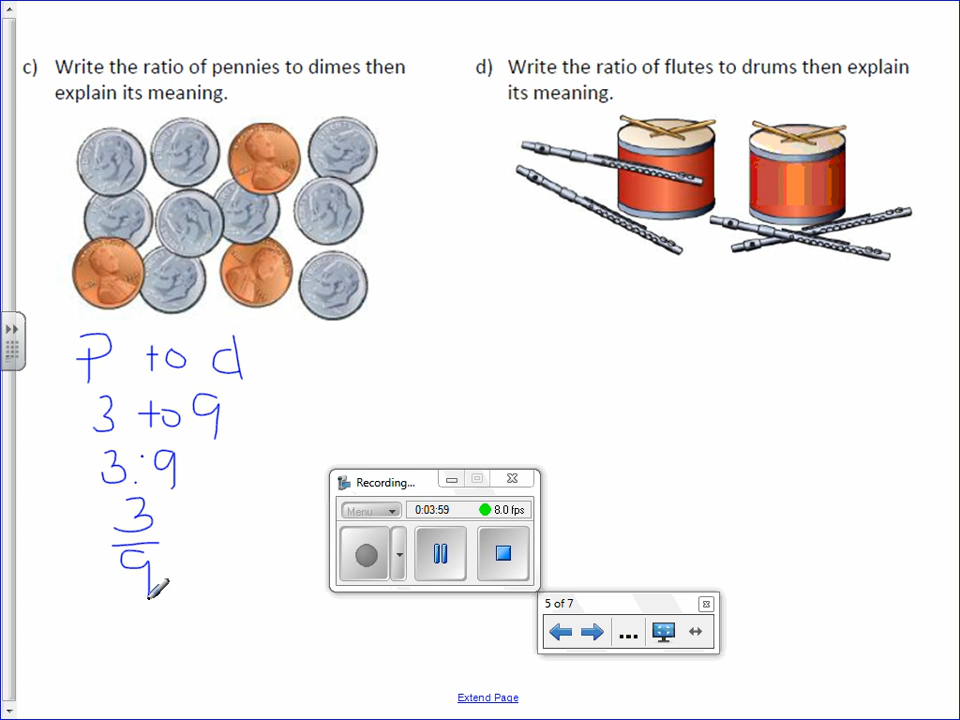 c) Write the ratio of pennies to dimes then
explain its meaning.
d) Write the ratio of flutes to drums then explain
its meaning.
P to d
3 to 9
3:9
3
9
Recording...
Menu
0:03:59
8.0 fps
5 of 7
...
Extend Page